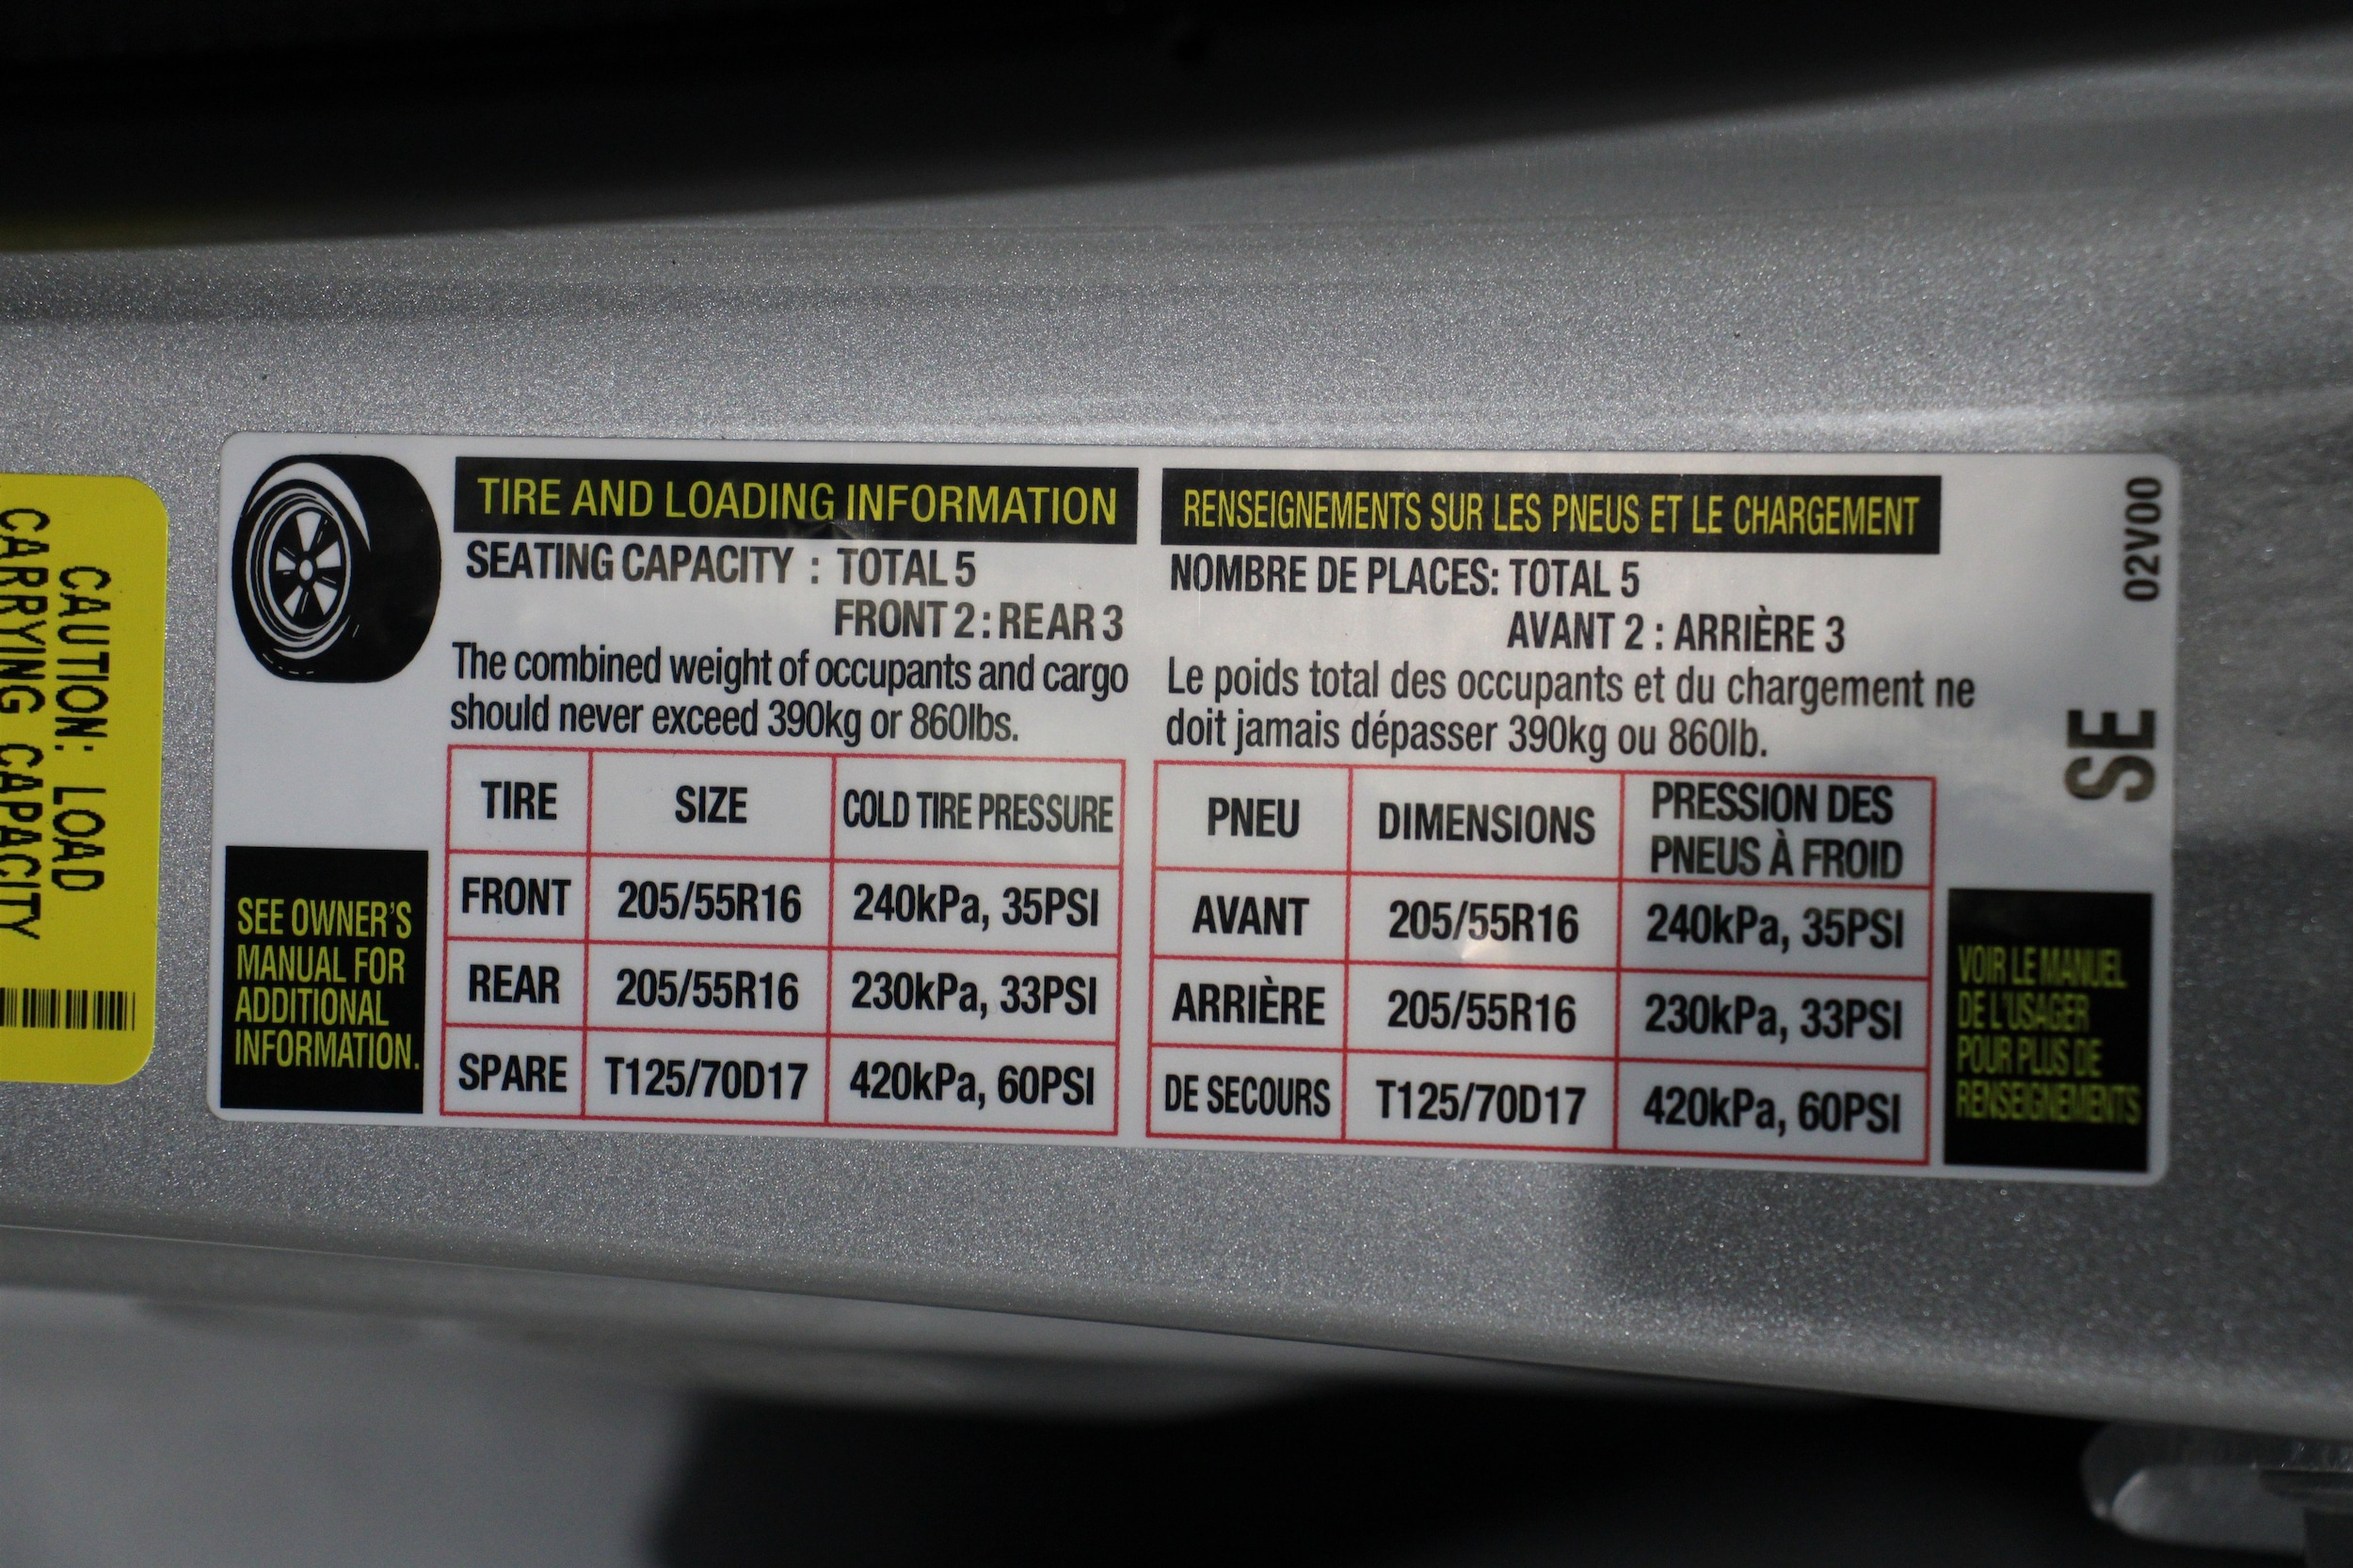 CAUTION: LOAD
CARRYING CAPACITY
TIRE AND LOADING INFORMATION
SEATING CAPACITY : TOTAL 5
FRONT 2 : REAR 3
The combined weight of occupants and cargo
should never exceed 390kg or 860lbs.
TIRE SIZE COLD TIRE PRESSURE
FRONT 205/55R16 240kPa, 35PSI
REAR 205/55R16 230kPa, 33PSI
SPARE T125/70D17 420kPa, 60PSI
SEE OWNER'S
MANUAL FOR
ADDITIONAL
INFORMATION.
RENSEIGNEMENTS SUR LES PNEUS ET LE CHARGEMENT
NOMBRE DE PLACES: TOTAL 5
AVANT 2 : ARRIÈRE 3
Le poids total des occupants et du chargement ne
doit jamais dépasser 390kg ou 860lb.
PNEU DIMENSIONS PRESSION DES
PNEUS À FROID
AVANT 205/55R16 240kPa, 35PSI
ARRIÈRE 205/55R16 230kPa, 33PSI
DE SECOURS T125/70D17 420kPa, 60PSI
VOIR LE MANUEL
DE L'USAGER
POUR PLUS DE
RENSEIGNEMENTS
02V00
SE